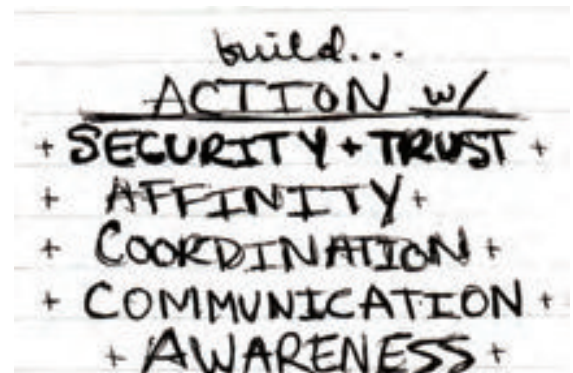 build...
ACTION w/
+ SECURITY + TRUST +
+ AFFINITY +
+ COORDINATION +
+ COMMUNICATION +
+ AWARENESS +